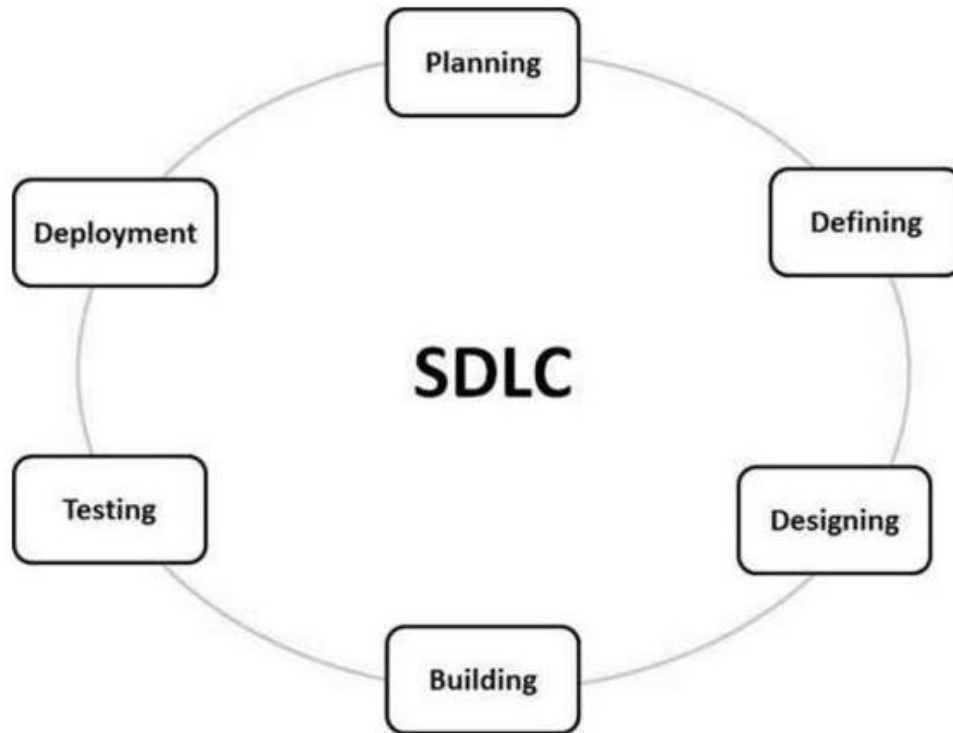 Planning
Defining
Designing
Building
Testing
Deployment
SDLC